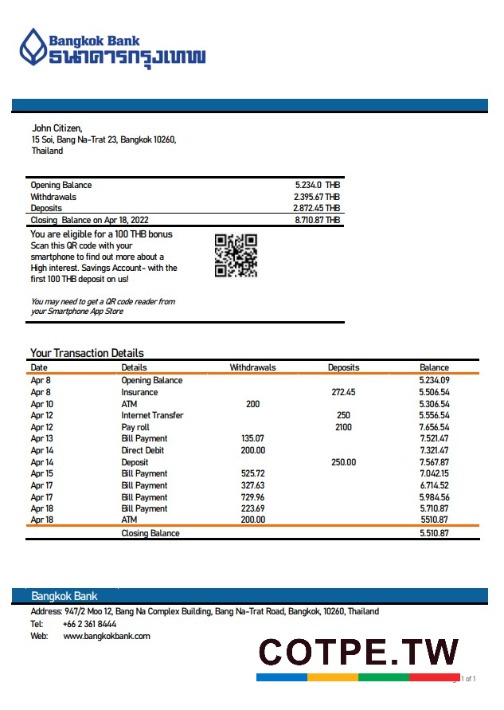 Bangkok Bank
ธนาคารกรุงเทพ
John Citizen,
15 Soi, Bang Na-Trat 23, Bangkok 10260,
Thailand
Opening Balance 5.234.0 THB
Withdrawals 2.395.67 THB
Deposits 2.872.45 THB
Closing Balance on Apr 18, 2022 8.710.87 THB
You are eligible for a 100 THB bonus
Scan this QR code with your
smartphone to find out more about a
High interest. Savings Account- with the
first 100 THB deposit on us!
You may need to get a QR code reader from
your Smartphone App Store
Your Transaction Details
Date Details Withdrawals Deposits Balance
Apr 8 Opening Balance 5.234.09
Apr 8 Insurance 272.45 5.506.54
Apr 10 ATM 200 5.306.54
Apr 12 Internet Transfer 250 5.556.54
Apr 12 Pay roll 2100 7.656.54
Apr 13 Bill Payment 135.07 7.521.47
Apr 14 Direct Debit 200.00 7.321.47
Apr 14 Deposit 250.00 7.567.87
Apr 15 Bill Payment 525.72 7.042.15
Apr 17 Bill Payment 327.63 6.714.52
Apr 17 Bill Payment 729.96 5.984.56
Apr 18 Bill Payment 223.69 5.710.87
Apr 18 ATM 200.00 5510.87
Closing Balance 5.510.87
Bangkok Bank
Address: 947/2 Moo 12, Bang Na Complex Building, Bang Na-Trat Road, Bangkok, 10260, Thailand
Tel: +66 2 361 8444
Web: www.bangkokbank.com
COTPE.TW
1 of 1